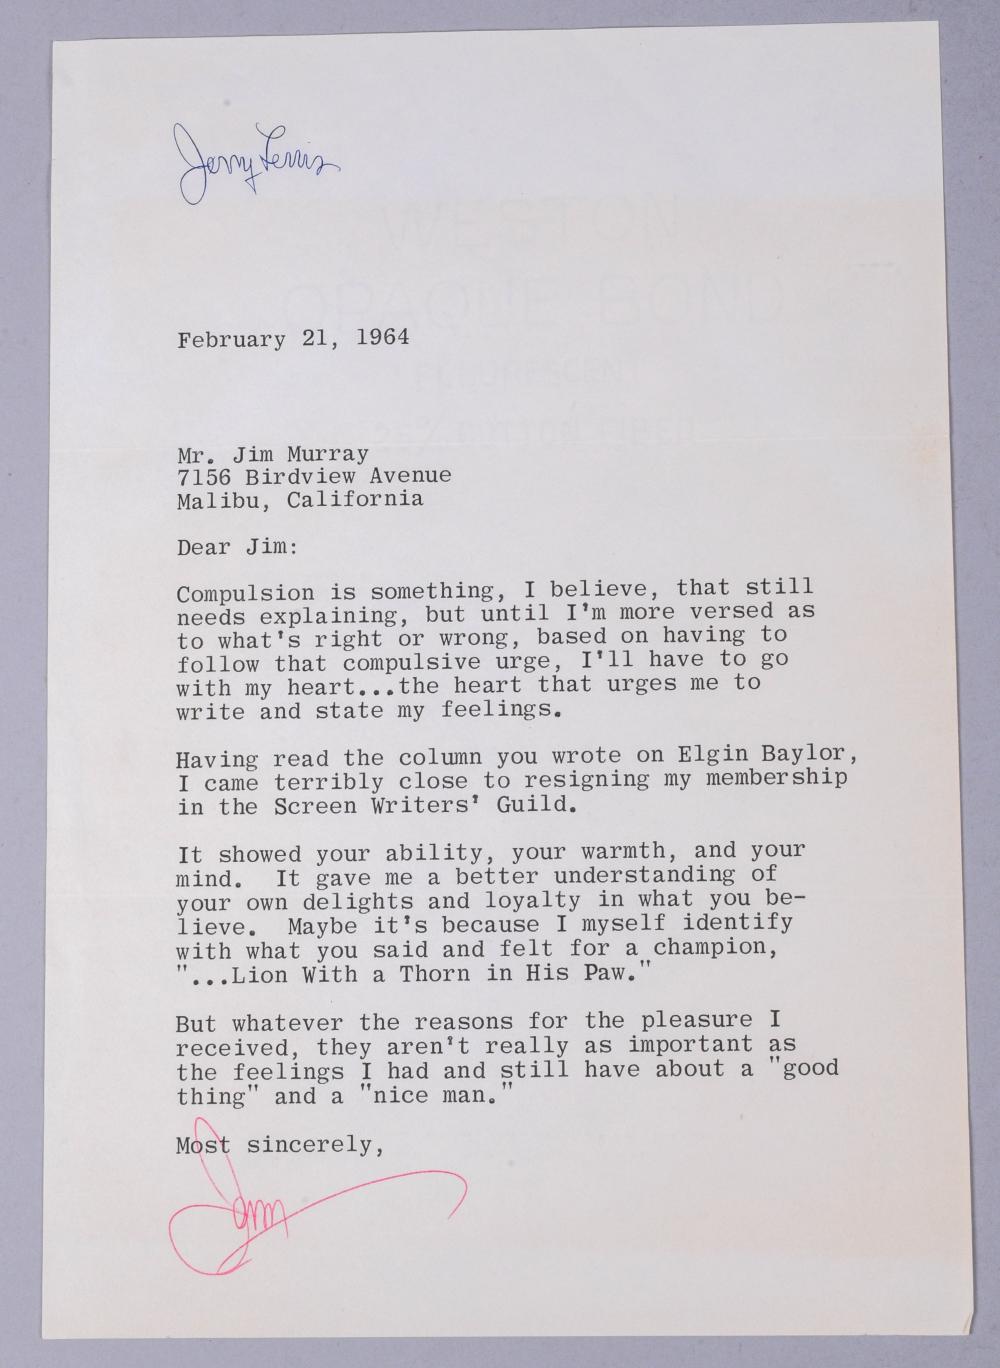 Jerry Lewis
WESTON
OPAQUE BOND
FLUORESCENT
25% COTTON FIBER
February 21, 1964
Mr. Jim Murray
7156 Birdview Avenue
Malibu, California
Dear Jim:
Compulsion is something, I believe, that still
needs explaining, but until I'm more versed as
to what's right or wrong, based on having to
follow that compulsive urge, I'll have to go
with my heart...the heart that urges me to
write and state my feelings.
Having read the column you wrote on Elgin Baylor,
I came terribly close to resigning my membership
in the Screen Writers' Guild.
It showed your ability, your warmth, and your
mind.  It gave me a better understanding of
your own delights and loyalty in what you be-
lieve.  Maybe it's because I myself identify
with what you said and felt for a champion,
"...Lion With a Thorn in His Paw."
But whatever the reasons for the pleasure I
received, they aren't really as important as
the feelings I had and still have about a "good
thing" and a "nice man."
Most sincerely,